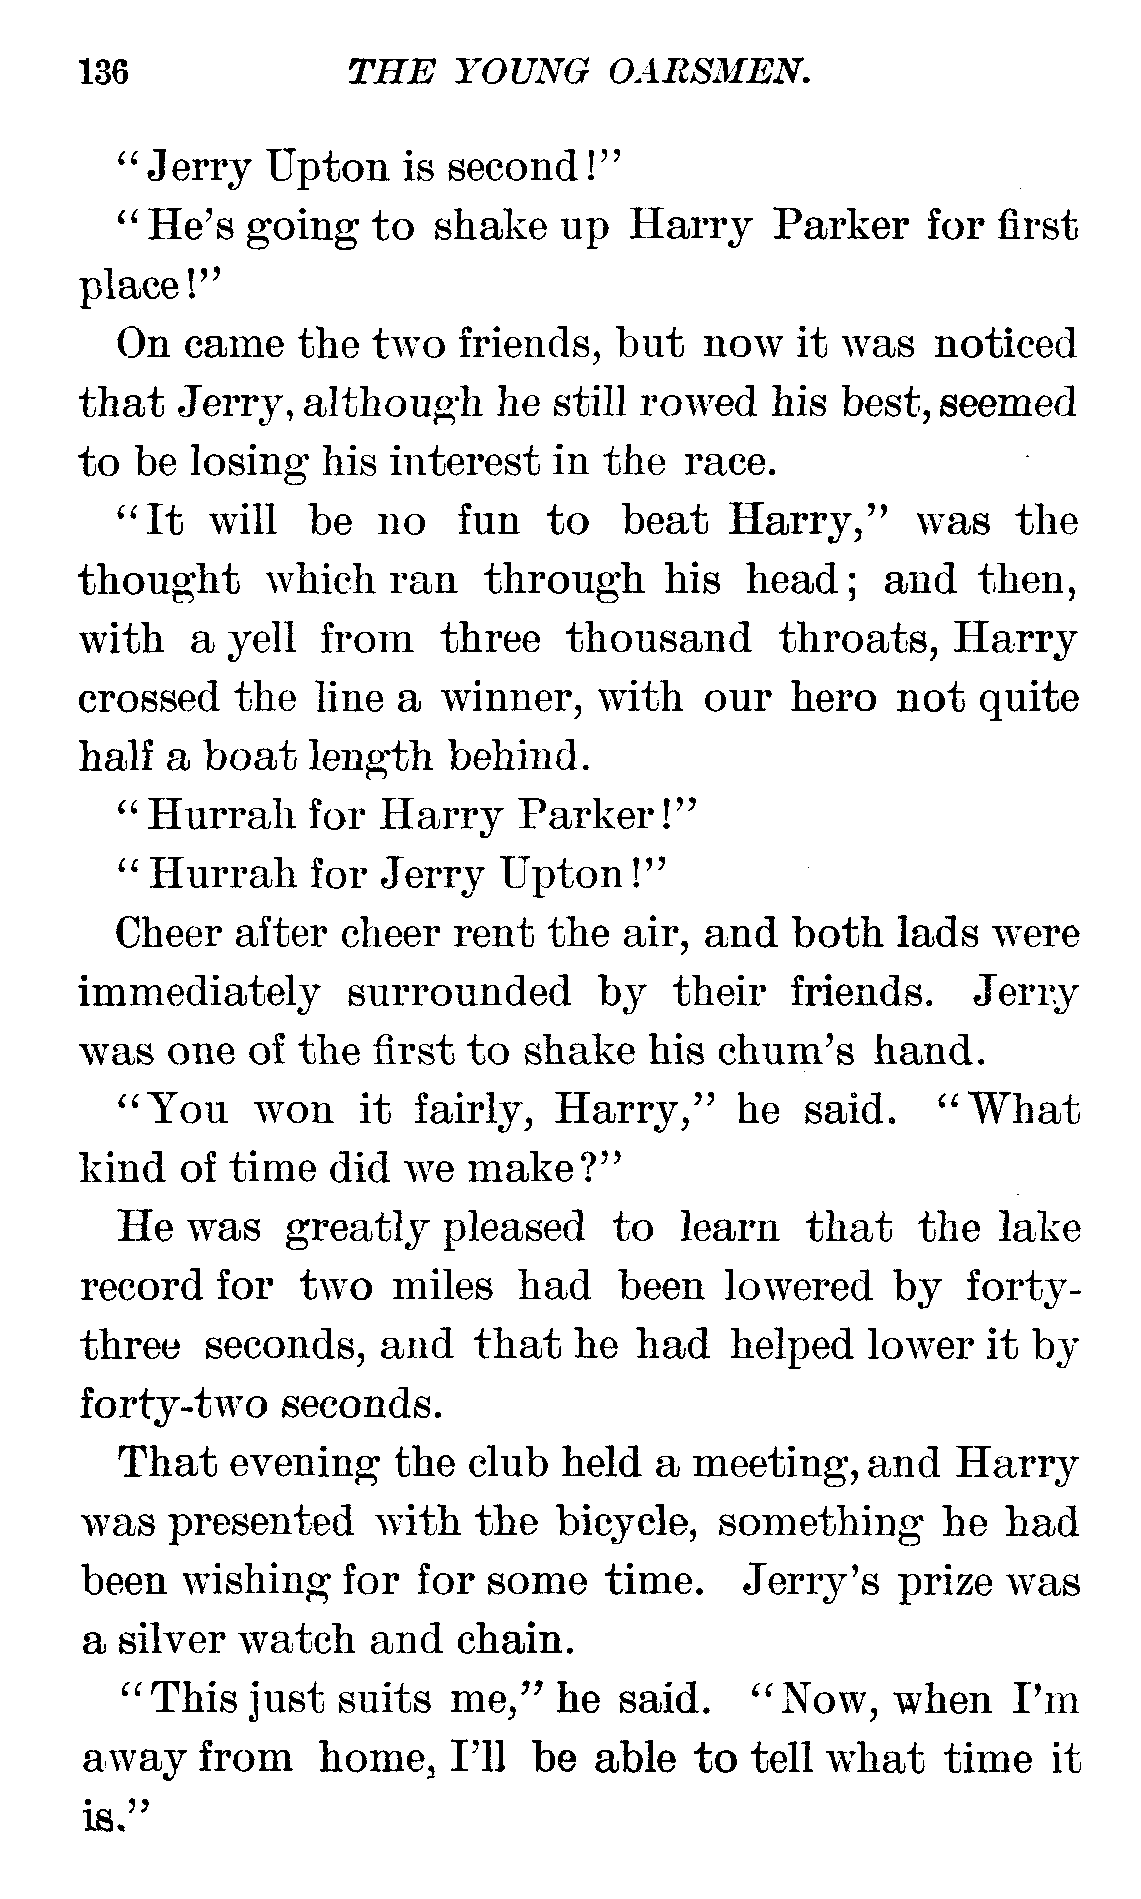 136 THE YOUNG OARSMEN.
"Jerry Upton is second!"
"He's going to shake up Harry Parker for first
place!"
On came the two friends, but now it was noticed
that Jerry, although he still rowed his best, seemed
to be losing his interest in the race.
"It will be no fun to beat Harry," was the
thought which ran through his head; and then,
with a yell from three thousand throats, Harry
crossed the line a winner, with our hero not quite
half a boat length behind.
"Hurrah for Harry Parker!"
"Hurrah for Jerry Upton!"
Cheer after cheer rent the air, and both lads were
immediately surrounded by their friends. Jerry
was one of the first to shake his chum's hand.
"You won it fairly, Harry," he said. "What
kind of time did we make?"
He was greatly pleased to learn that the lake
record for two miles had been lowered by forty-
three seconds, and that he had helped lower it by
forty-two seconds.
That evening the club held a meeting, and Harry
was presented with the bicycle, something he had
been wishing for for some time. Jerry's prize was
a silver watch and chain.
"This just suits me," he said. "Now, when I'm
away from home, I'll be able to tell what time it
is."